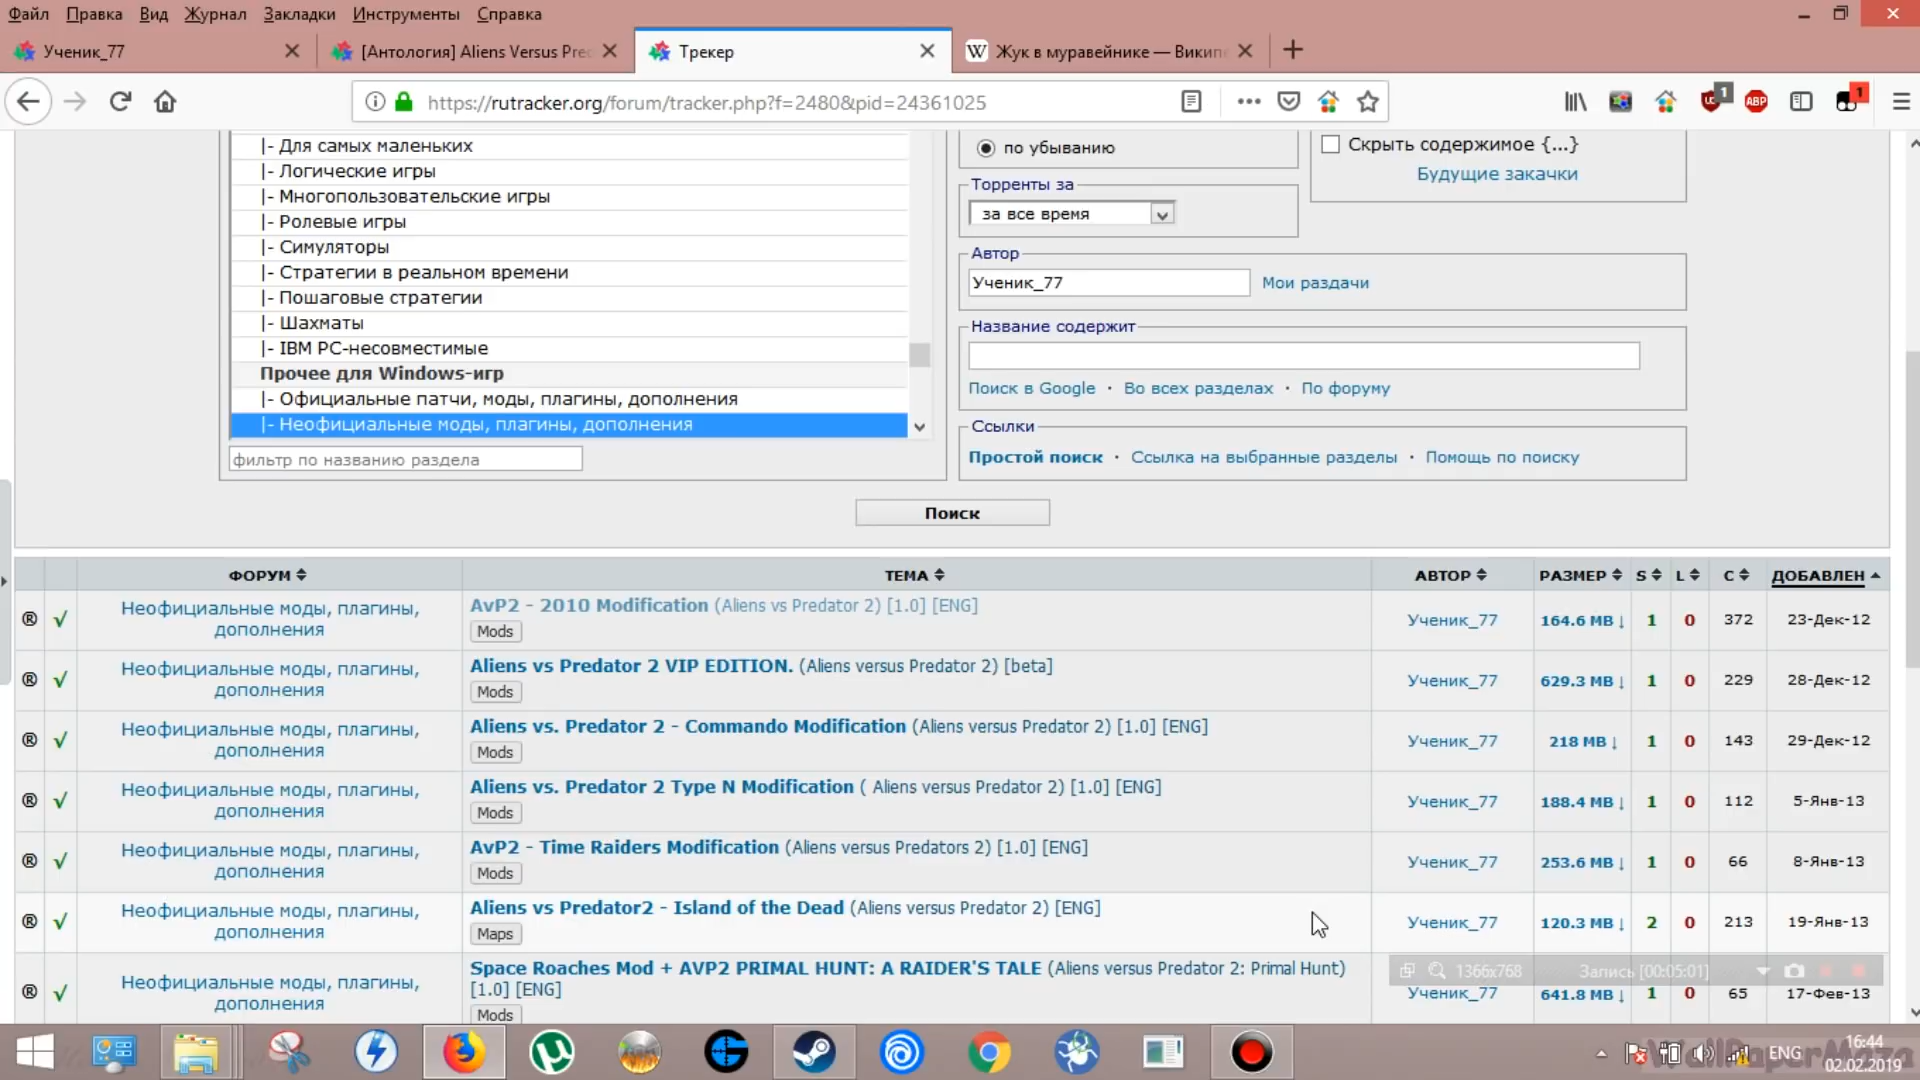 Файл Правка Вид Журнал Закладки Инструменты Справка
Ученик_77
[Антология] Aliens Versus Pre
Трекер
W Жук в муравейнике — Викип
https://rutracker.org/forum/tracker.php?f=2480&pid=24361025
1
ABP
1
|- Для самых маленьких
|- Логические игры
|- Многопользовательские игры
|- Ролевые игры
|- Симуляторы
|- Стратегии в реальном времени
|- Пошаговые стратегии
|- Шахматы
|- IBM PC-несовместимые
Прочее для Windows-игр
|- Официальные патчи, моды, плагины, дополнения
|- Неофициальные моды, плагины, дополнения
фильтр по названию раздела
по убыванию
Торренты за
за все время
Скрыть содержимое {...}
Будущие закачки
Автор
Ученик_77 Мои раздачи
Название содержит
Поиск в Google · Во всех разделах · По форуму
Ссылки
Простой поиск · Ссылка на выбранные разделы · Помощь по поиску
Поиск
ФОРУМ ТЕМА АВТОР РАЗМЕР S L C ДОБАВЛЕН
® √ Неофициальные моды, плагины, дополнения AvP2 - 2010 Modification (Aliens vs Predator 2) [1.0] [ENG] Ученик_77 164.6 MB ↓ 1 0 372 23-Дек-12
Mods
® √ Неофициальные моды, плагины, дополнения Aliens vs Predator 2 VIP EDITION. (Aliens versus Predator 2) [beta] Ученик_77 629.3 MB ↓ 1 0 229 28-Дек-12
Mods
® √ Неофициальные моды, плагины, дополнения Aliens vs. Predator 2 - Commando Modification (Aliens versus Predator 2) [1.0] [ENG] Ученик_77 218 MB ↓ 1 0 143 29-Дек-12
Mods
® √ Неофициальные моды, плагины, дополнения Aliens vs. Predator 2 Type N Modification ( Aliens versus Predator 2) [1.0] [ENG] Ученик_77 188.4 MB ↓ 1 0 112 5-Янв-13
Mods
® √ Неофициальные моды, плагины, дополнения AvP2 - Time Raiders Modification (Aliens versus Predators 2) [1.0] [ENG] Ученик_77 253.6 MB ↓ 1 0 66 8-Янв-13
Mods
® √ Неофициальные моды, плагины, дополнения Aliens vs Predator2 - Island of the Dead (Aliens versus Predator 2) [ENG] Ученик_77 120.3 MB ↓ 2 0 213 19-Янв-13
Maps
® √ Неофициальные моды, плагины, дополнения Space Roaches Mod + AVP2 PRIMAL HUNT: A RAIDER'S TALE (Aliens versus Predator 2: Primal Hunt)
[1.0] [ENG] Ученик_77 641.8 MB ↓ 1 0 65 17-Фев-13
Mods
1366x768 Запись [00:05:01]
ENG
16:44
02.02.2019